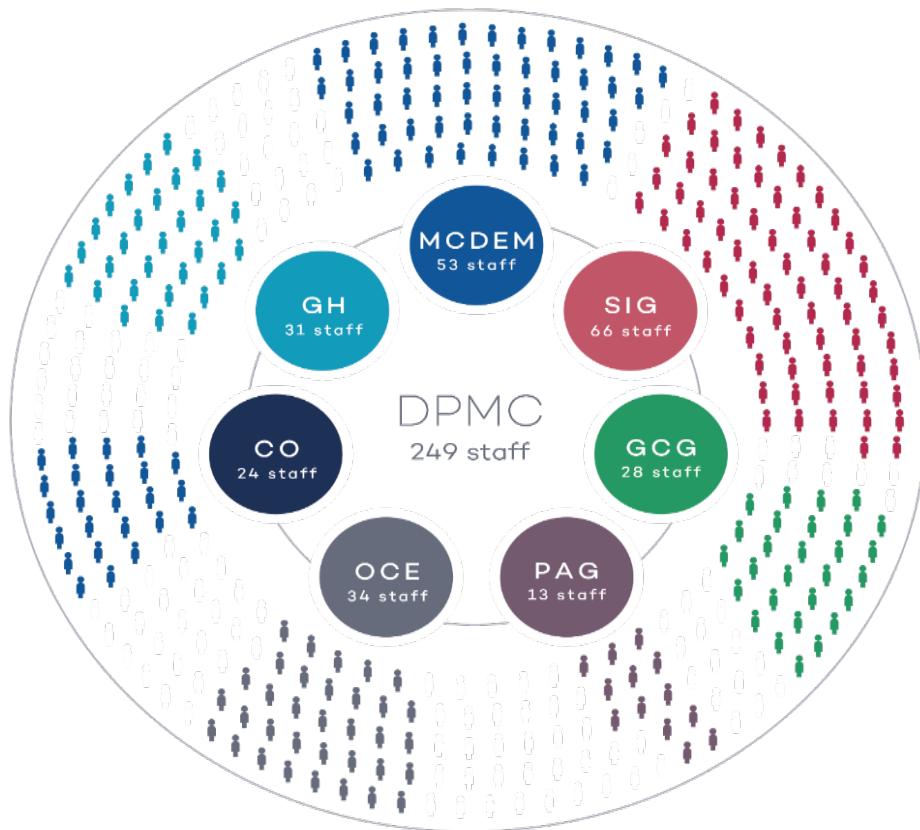 MCDEM
53 staff
GH
31 staff
SIG
66 staff
DPMC
249 staff
CO
24 staff
GCG
28 staff
OCE
34 staff
PAG
13 staff